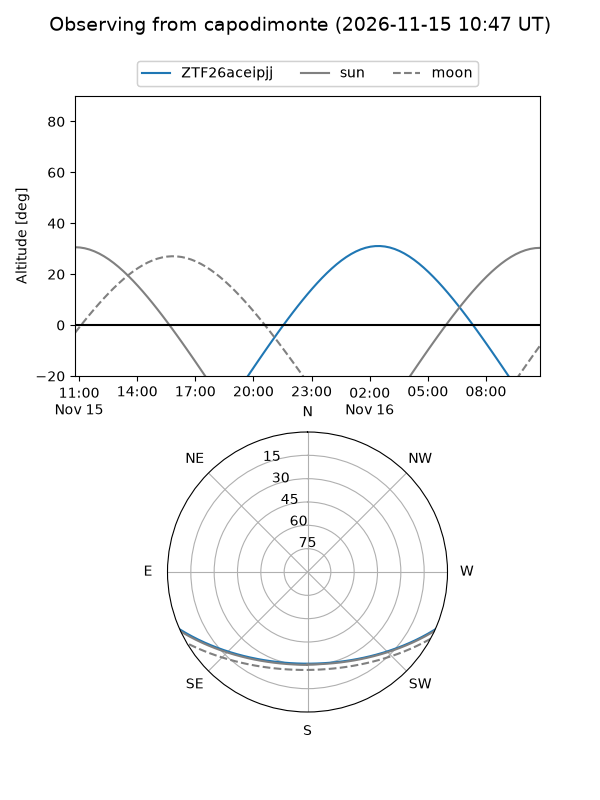 Observing from capodimonte (2026-11-15 10:47 UT)
ZTF26aceipjj sun moon
Altitude [deg]
80
60
40
20
0
−20
11:00 14:00 17:00 20:00 23:00 02:00 05:00 08:00
Nov 15 Nov 16
N
NE NW
15
30
45
60
75
E W
SE SW
S